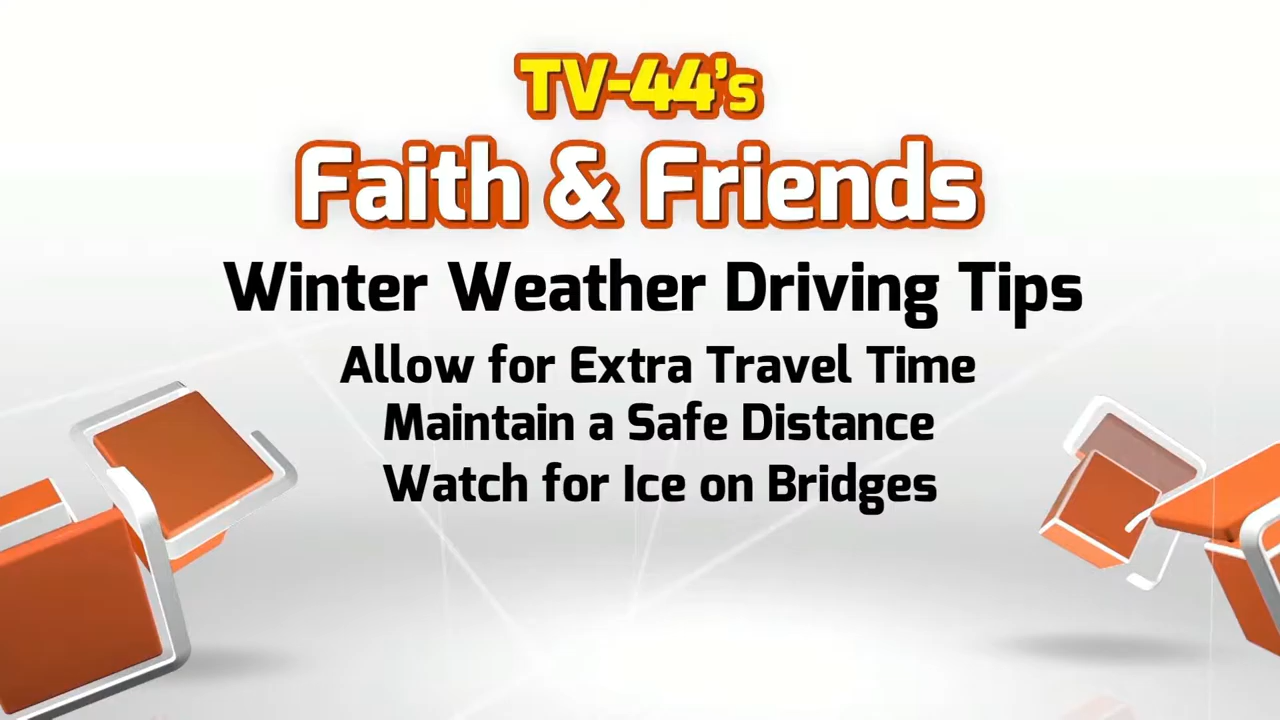 TV-44's
Faith & Friends
Winter Weather Driving Tips
Allow for Extra Travel Time
Maintain a Safe Distance
Watch for Ice on Bridges